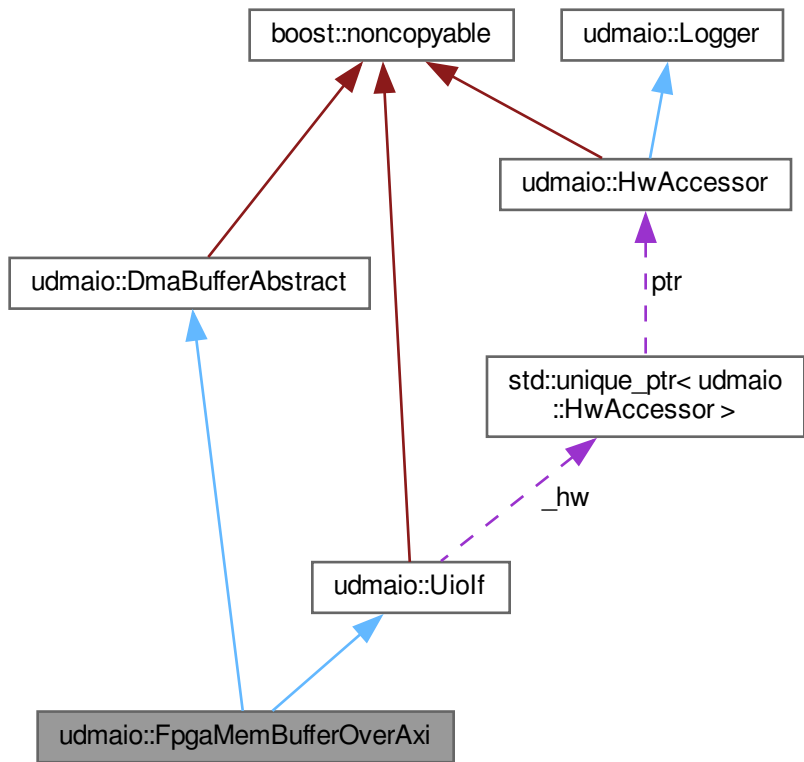 boost::noncopyable
udmaio::Logger
udmaio::HwAccessor
udmaio::DmaBufferAbstract
ptr
std::unique_ptr< udmaio
::HwAccessor >
_hw
udmaio::UioIf
udmaio::FpgaMemBufferOverAxi